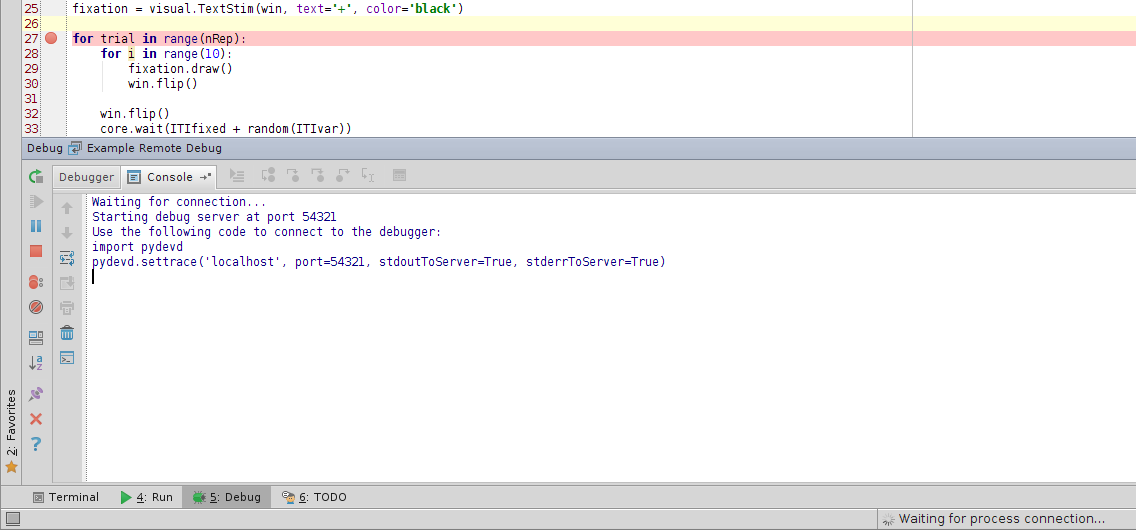 25 fixation = visual.TextStim(win, text='+', color='black')
26
27 for trial in range(nRep):
28 for i in range(10):
29 fixation.draw()
30 win.flip()
31
32 win.flip()
33 core.wait(ITIfixed + random(ITIvar))
Debug Example Remote Debug
Debugger Console
Waiting for connection...
Starting debug server at port 54321
Use the following code to connect to the debugger:
import pydevd
pydevd.settrace('localhost', port=54321, stdoutToServer=True, stderrToServer=True)
2: Favorites
Terminal 4: Run 5: Debug 6: TODO
Waiting for process connection...